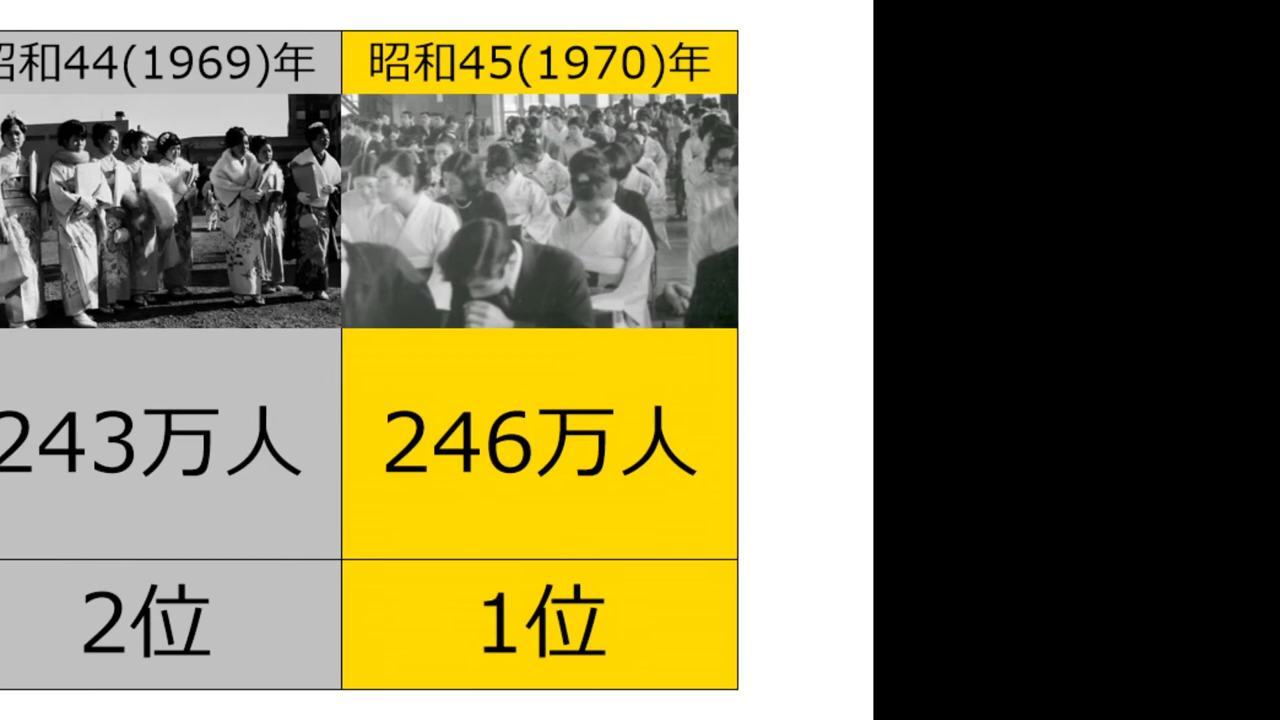 昭和44(1969)年
昭和45(1970)年
243万人
246万人
2位
1位